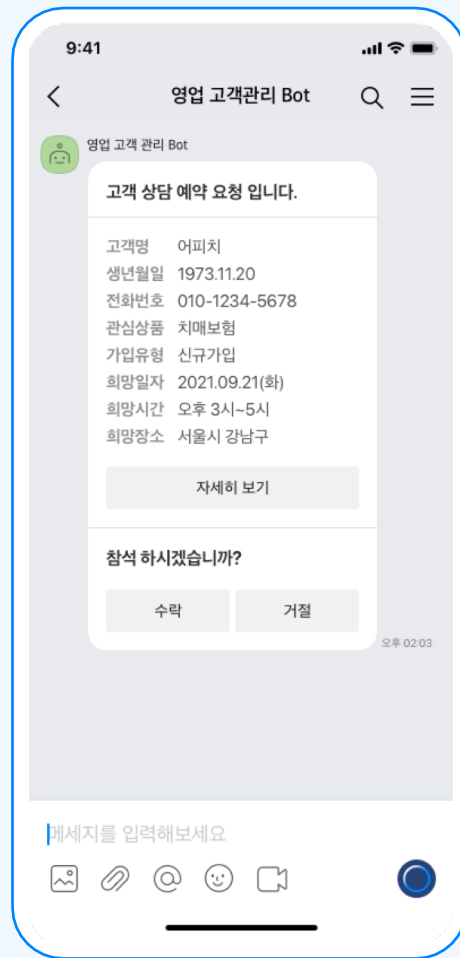 9:41
영업 고객관리 Bot
영업 고객 관리 Bot
고객 상담 예약 요청 입니다.
고객명 어피치
생년월일 1973.11.20
전화번호 010-1234-5678
관심상품 치매보험
가입유형 신규가입
희망일자 2021.09.21(화)
희망시간 오후 3시~5시
희망장소 서울시 강남구
자세히 보기
참석 하시겠습니까?
수락 거절
오후 02:03
메세지를 입력해보세요